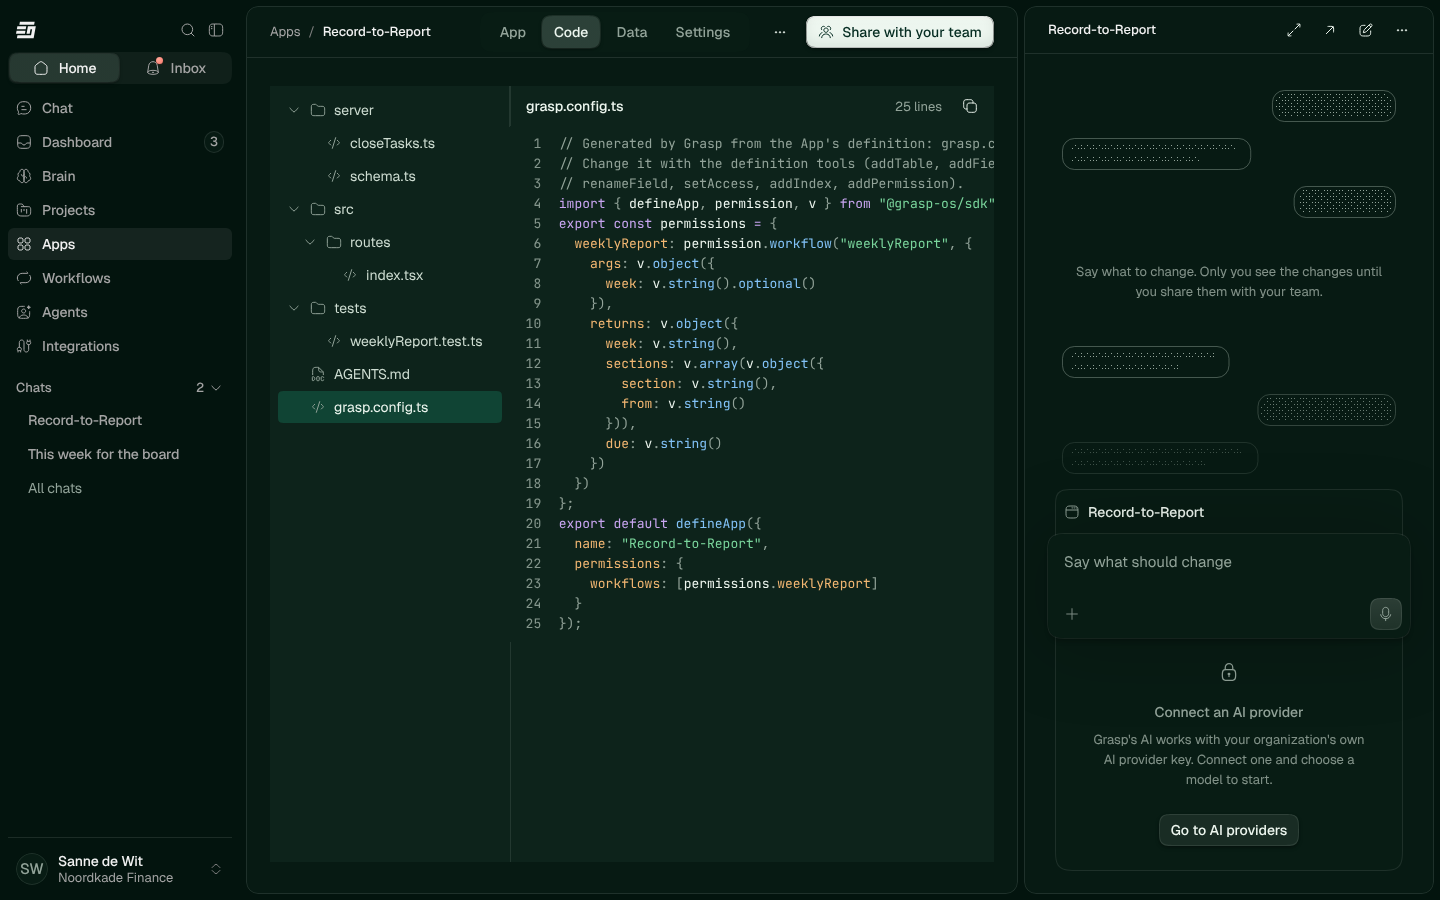 Home
Inbox
Chat
Dashboard
3
Brain
Projects
Apps
Workflows
Agents
Integrations
Chats
2
Record-to-Report
This week for the board
All chats
SW
Sanne de Wit
Noordkade Finance
Apps / Record-to-Report
App
Code
Data
Settings
Share with your team
server
closeTasks.ts
schema.ts
src
routes
index.tsx
tests
weeklyReport.test.ts
AGENTS.md
grasp.config.ts
grasp.config.ts
25 lines
1 // Generated by Grasp from the App's definition: grasp.c
2 // Change it with the definition tools (addTable, addFie
3 // renameField, setAccess, addIndex, addPermission).
4 import { defineApp, permission, v } from "@grasp-os/sdk"
5 export const permissions = {
6 weeklyReport: permission.workflow("weeklyReport", {
7 args: v.object({
8 week: v.string().optional()
9 }),
10 returns: v.object({
11 week: v.string(),
12 sections: v.array(v.object({
13 section: v.string(),
14 from: v.string()
15 })),
16 due: v.string()
17 })
18 })
19 };
20 export default defineApp({
21 name: "Record-to-Report",
22 permissions: {
23 workflows: [permissions.weeklyReport]
24 }
25 });
Record-to-Report
Say what to change. Only you see the changes until
you share them with your team.
Record-to-Report
Say what should change
Connect an AI provider
Grasp's AI works with your organization's own
AI provider key. Connect one and choose a
model to start.
Go to AI providers